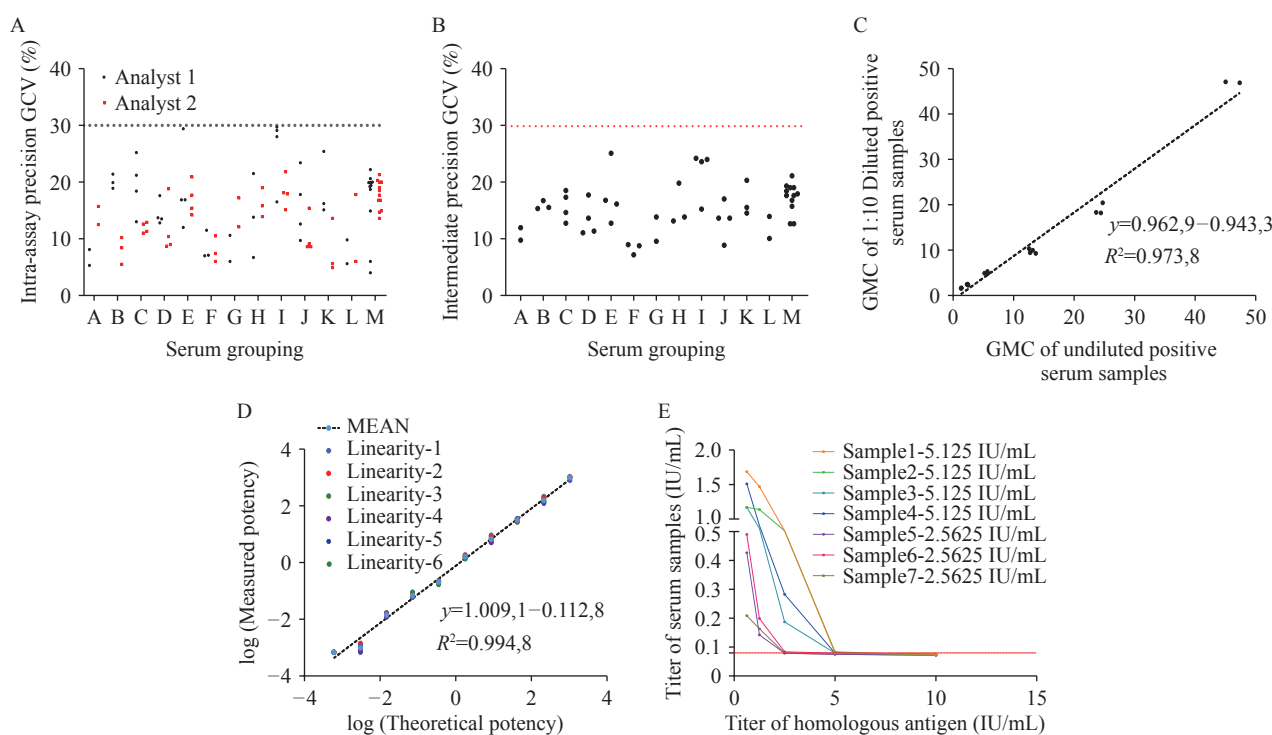 A
Intra-assay precision GCV (%)
40
30
20
10
0
Analyst 1
Analyst 2
A B C D E F G H I J K L M
Serum grouping
B
Intermediate precision GCV (%)
40
30
20
10
0
A B C D E F G H I J K L M
Serum grouping
C
GMC of 1:10 Diluted positive
serum samples
50
40
30
20
10
0
y=0.962,9−0.943,3
R²=0.973,8
0 10 20 30 40 50
GMC of undiluted positive
serum samples
D
log (Measured potency)
4
2
0
−2
−4
MEAN
Linearity-1
Linearity-2
Linearity-3
Linearity-4
Linearity-5
Linearity-6
y=1.009,1−0.112,8
R²=0.994,8
−4 −2 0 2 4
log (Theoretical potency)
E
Titer of serum samples (IU/mL)
2.0
1.5
1.0
0.5
0.4
0.3
0.2
0.1
0
Sample1-5.125 IU/mL
Sample2-5.125 IU/mL
Sample3-5.125 IU/mL
Sample4-5.125 IU/mL
Sample5-2.5625 IU/mL
Sample6-2.5625 IU/mL
Sample7-2.5625 IU/mL
0 5 10 15
Titer of homologous antigen (IU/mL)